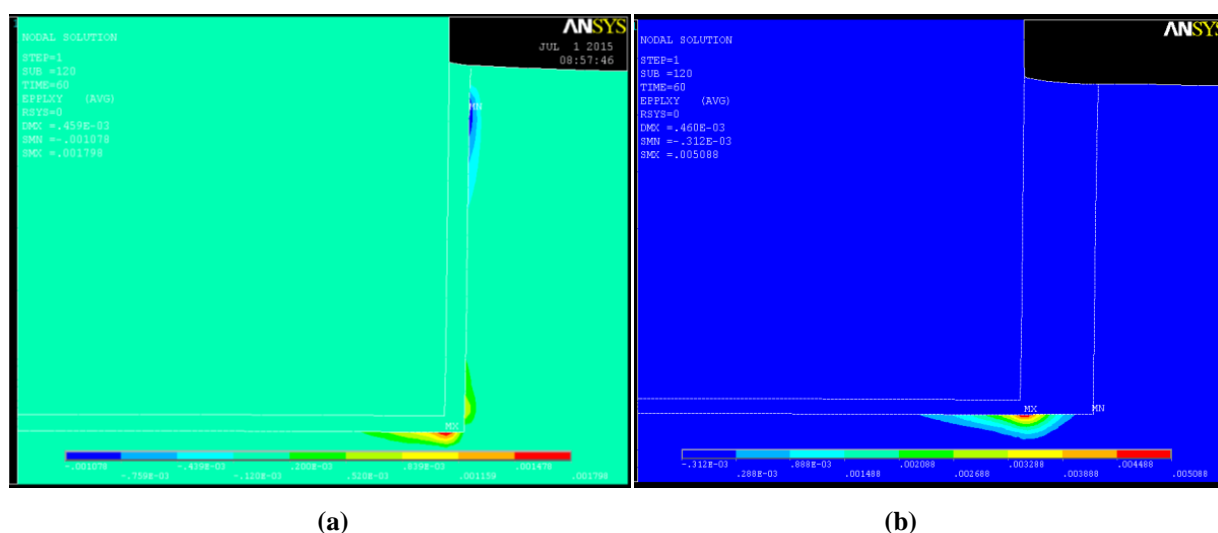 ANSYS
JUL 1 2015
08:57:46
NODAL SOLUTION
STEP=1
SUB =120
TIME=60
EPPLXY (AVG)
RSYS=0
DMX =.459E-03
SMN =-.001078
SMX =.001798
MN
MX
-.001078 -.439E-03 .200E-03 .839E-03 .001478
-.759E-03 -.120E-03 .520E-03 .001159 .001798
(a)
ANSYS
NODAL SOLUTION
STEP=1
SUB =120
TIME=60
EPPLXY (AVG)
RSYS=0
DMX =.460E-03
SMN =-.312E-03
SMX =.005088
MX MN
-.312E-03 .888E-03 .002088 .003288 .004488
.288E-03 .001488 .002688 .003888 .005088
(b)